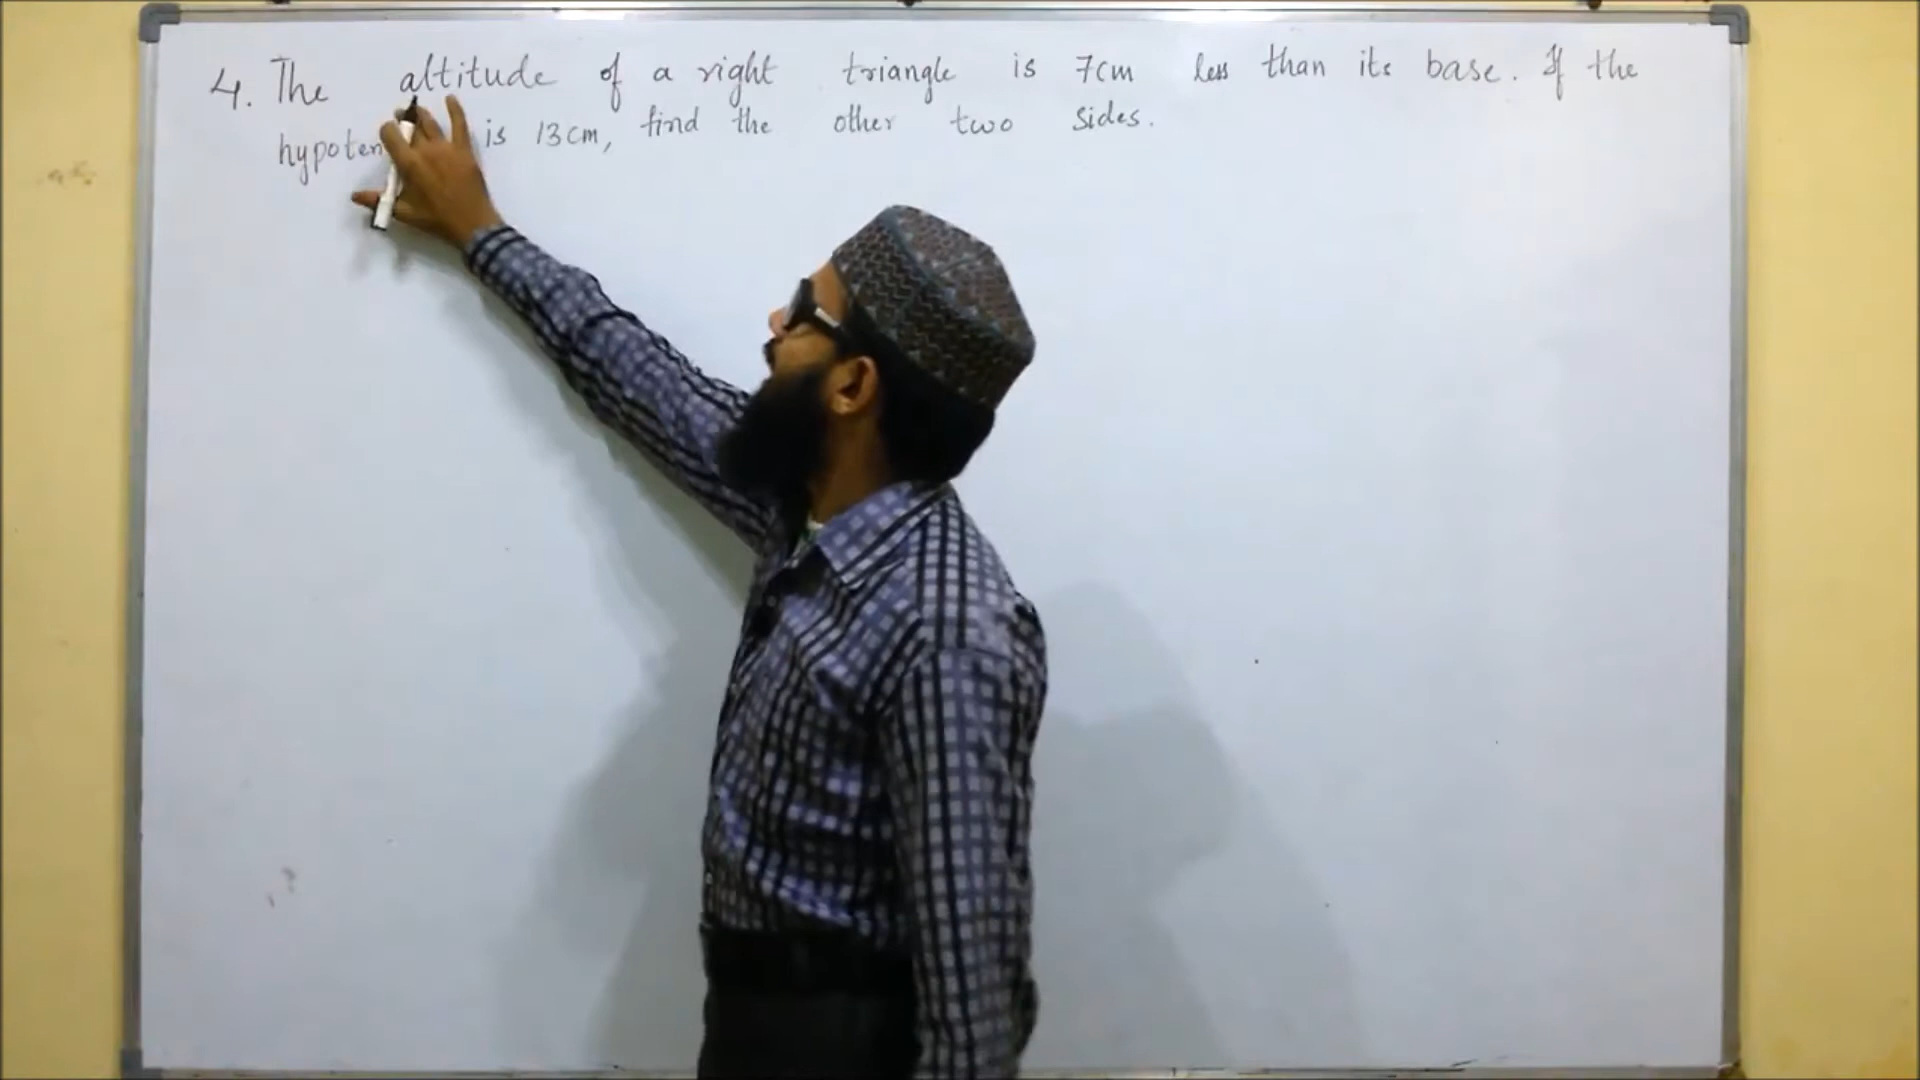 4. The altitude of a right triangle is 7cm less than its base. If the
hypoten is 13cm, find the other two sides.